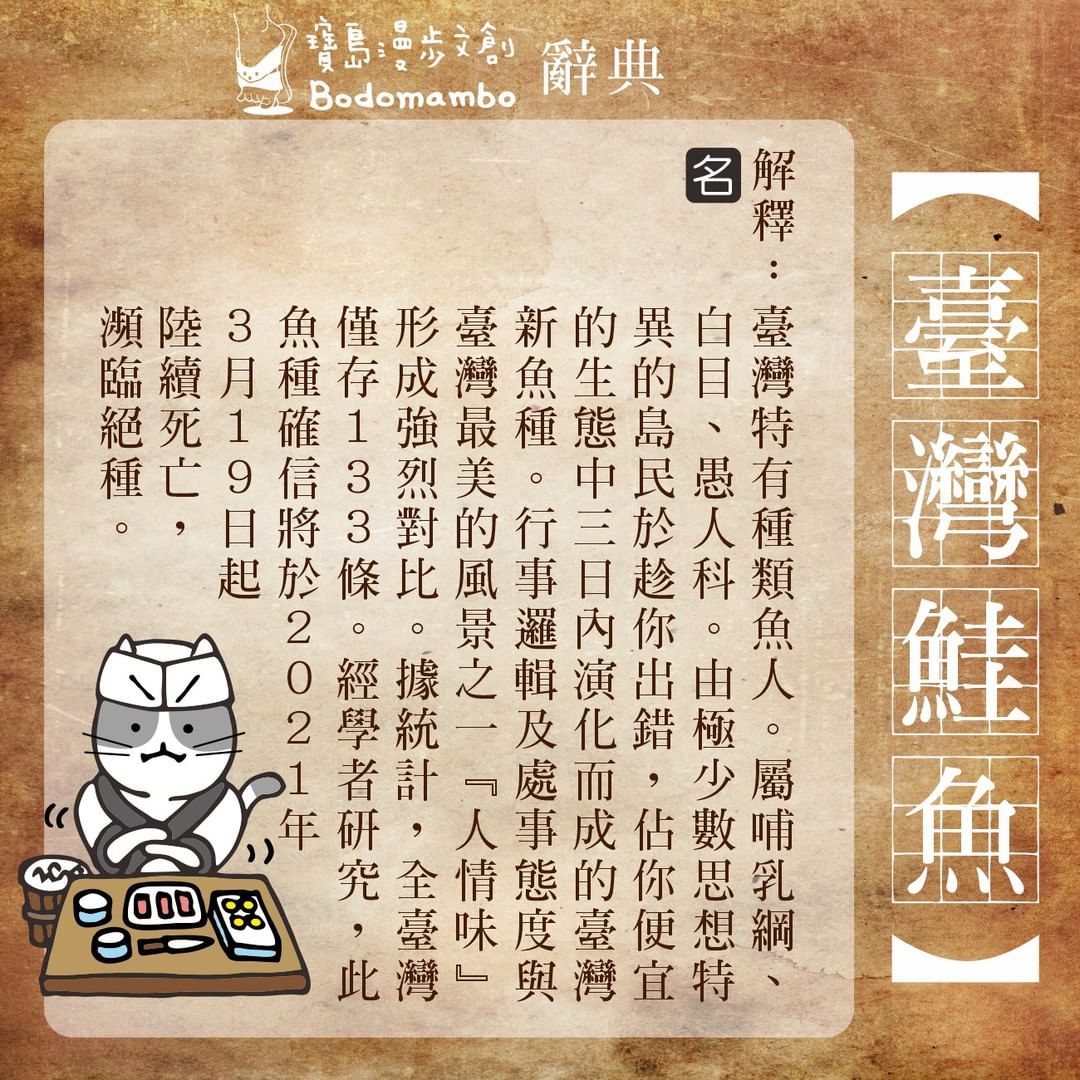 寶島漫步文創
Bodomambo
辭典
【臺灣鮭魚】
解釋：
名
臺灣特有種類魚人。屬哺乳綱、
白目、愚人科。由極少數思想特
異的島民於趁你出錯，佔你便宜
的生態中三日內演化而成的臺灣
新魚種。行事邏輯及處事態度與
臺灣最美的風景之一『人情味』
形成強烈對比。據統計，全臺灣
僅存133條。經學者研究，此
魚種確信將於2021年
3月19日起
陸續死亡，
瀕臨絕種。